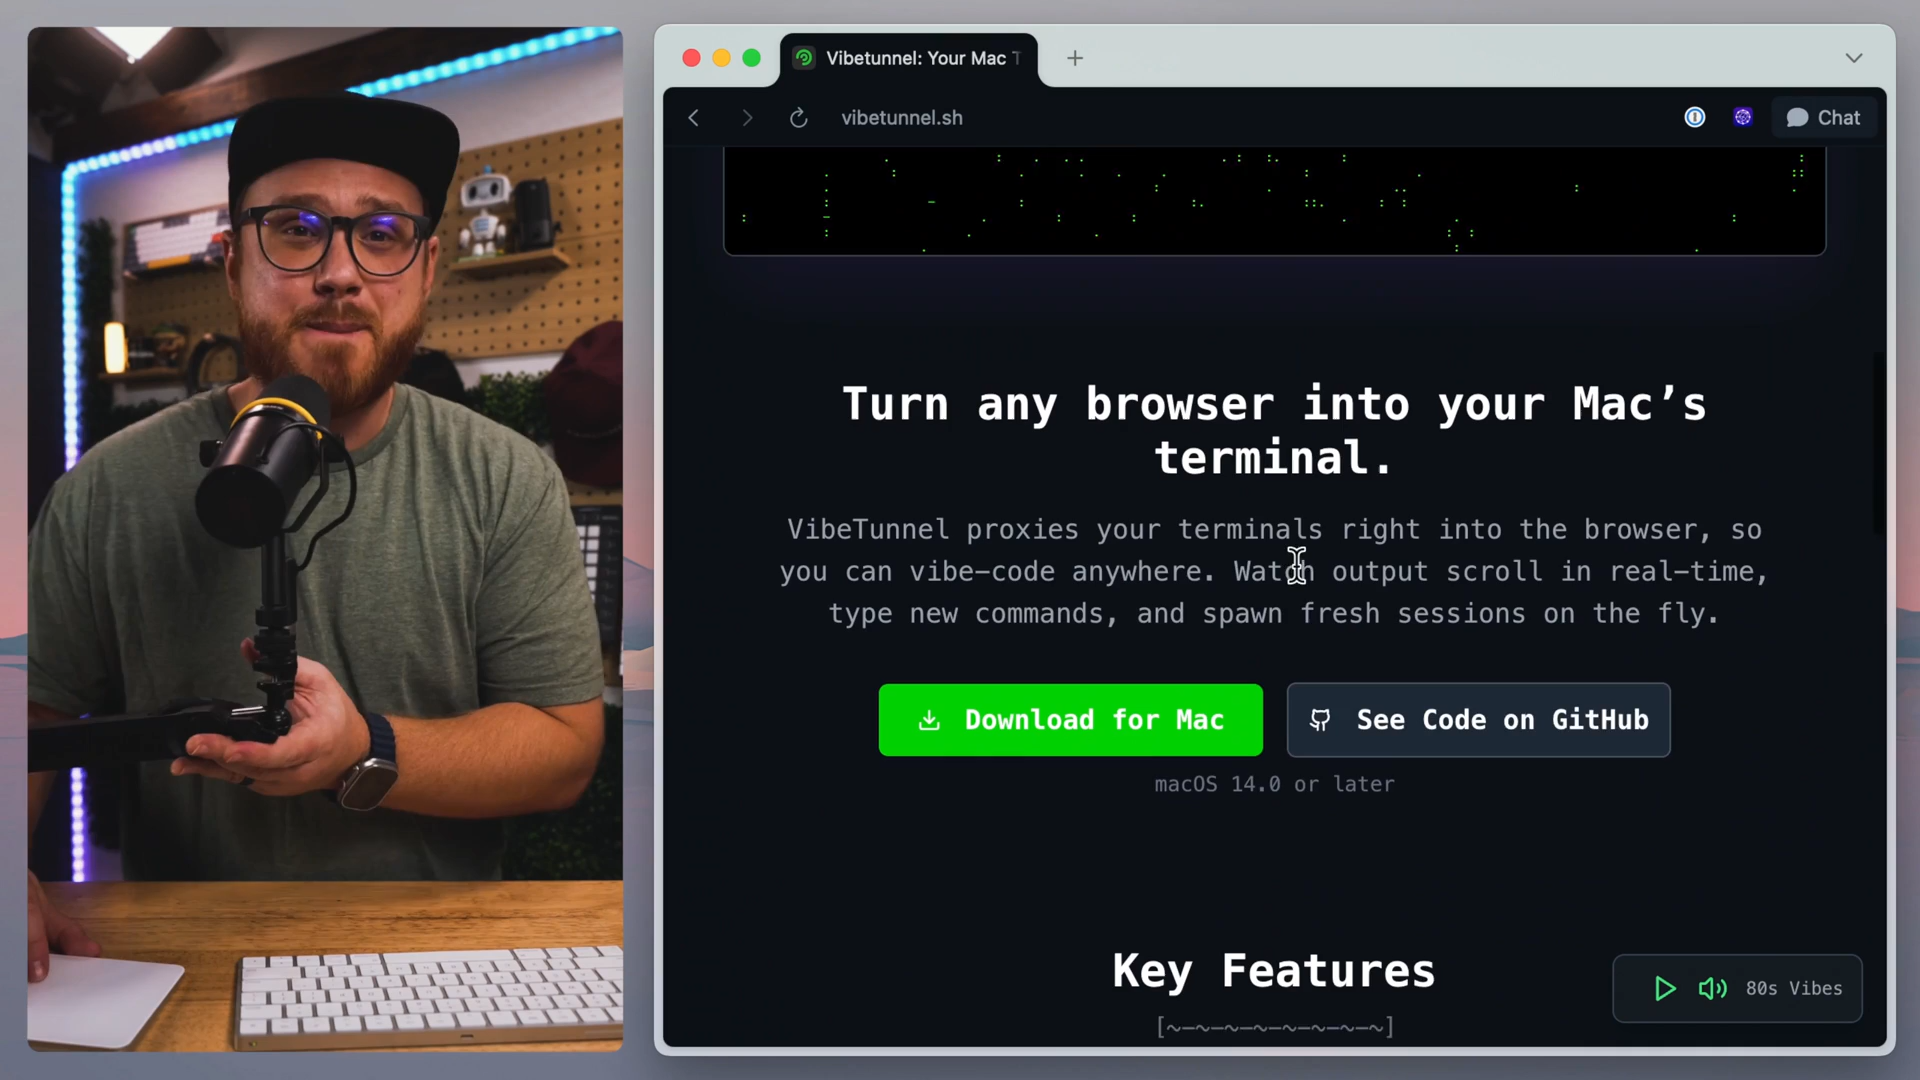 Vibetunnel: Your Mac
vibetunnel.sh
Chat
Turn any browser into your Mac’s
terminal.
VibeTunnel proxies your terminals right into the browser, so
you can vibe-code anywhere. Watch output scroll in real-time,
type new commands, and spawn fresh sessions on the fly.
Download for Mac
See Code on GitHub
macOS 14.0 or later
Key Features
[~—~—~—~—~—~—~—~]
80s Vibes